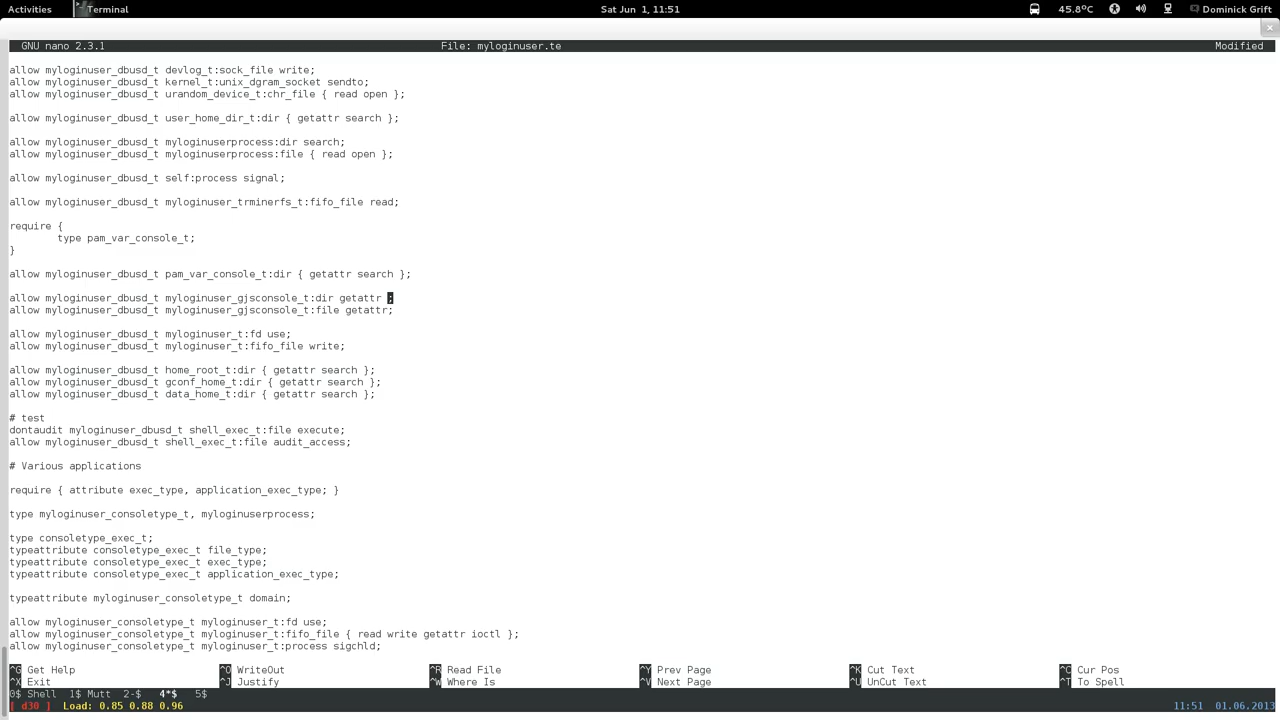 Activities Terminal Sat Jun 1, 11:51 45.8°C Dominick Grift
GNU nano 2.3.1 File: myloginuser.te Modified
allow myloginuser_dbusd_t devlog_t:sock_file write;
allow myloginuser_dbusd_t kernel_t:unix_dgram_socket sendto;
allow myloginuser_dbusd_t urandom_device_t:chr_file { read open };
allow myloginuser_dbusd_t user_home_dir_t:dir { getattr search };
allow myloginuser_dbusd_t myloginuserprocess:dir search;
allow myloginuser_dbusd_t myloginuserprocess:file { read open };
allow myloginuser_dbusd_t self:process signal;
allow myloginuser_dbusd_t myloginuser_trminerfs_t:fifo_file read;
require {
type pam_var_console_t;
}
allow myloginuser_dbusd_t pam_var_console_t:dir { getattr search };
allow myloginuser_dbusd_t myloginuser_gjsconsole_t:dir getattr ;
allow myloginuser_dbusd_t myloginuser_gjsconsole_t:file getattr;
allow myloginuser_dbusd_t myloginuser_t:fd use;
allow myloginuser_dbusd_t myloginuser_t:fifo_file write;
allow myloginuser_dbusd_t home_root_t:dir { getattr search };
allow myloginuser_dbusd_t gconf_home_t:dir { getattr search };
allow myloginuser_dbusd_t data_home_t:dir { getattr search };
# test
dontaudit myloginuser_dbusd_t shell_exec_t:file execute;
allow myloginuser_dbusd_t shell_exec_t:file audit_access;
# Various applications
require { attribute exec_type, application_exec_type; }
type myloginuser_consoletype_t, myloginuserprocess;
type consoletype_exec_t;
typeattribute consoletype_exec_t file_type;
typeattribute consoletype_exec_t exec_type;
typeattribute consoletype_exec_t application_exec_type;
typeattribute myloginuser_consoletype_t domain;
allow myloginuser_consoletype_t myloginuser_t:fd use;
allow myloginuser_consoletype_t myloginuser_t:fifo_file { read write getattr ioctl };
allow myloginuser_consoletype_t myloginuser_t:process sigchld;
^G Get Help ^O WriteOut ^R Read File ^Y Prev Page ^K Cut Text ^C Cur Pos
^X Exit ^J Justify ^W Where Is ^V Next Page ^U UnCut Text ^T To Spell
0$ Shell 1$ Mutt 2-$ 4*$ 5$
[ d30 ] Load: 0.85 0.88 0.96 11:51 01.06.2013